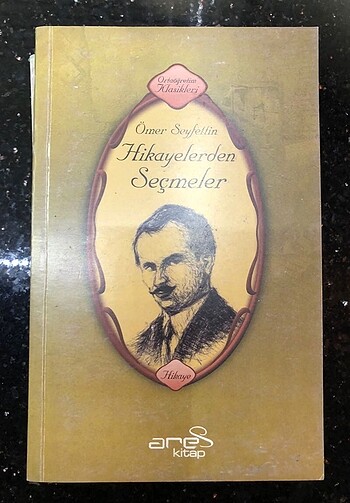 Ortaöğretim
Klasikleri
Ömer Seyfettin
Hikayelerden
Seçmeler
Hikaye
ares
kitap